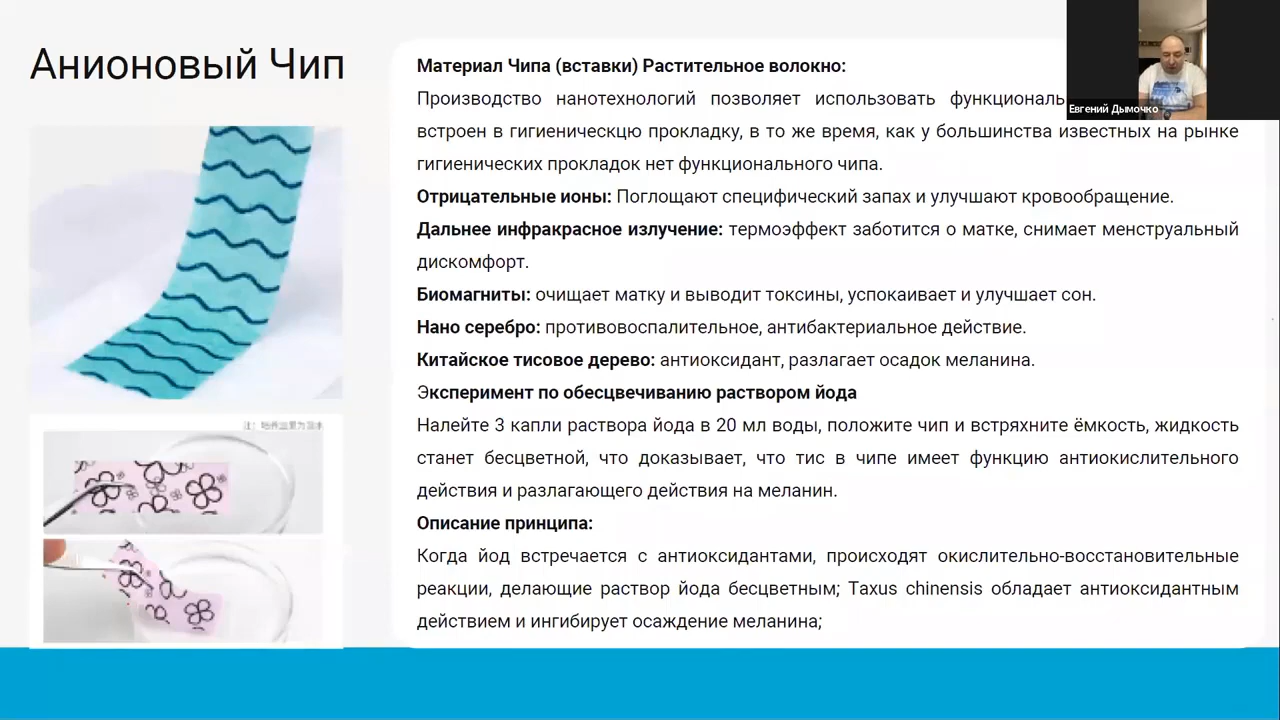 Анионовый Чип
Материал Чипа (вставки) Растительное волокно:
Производство нанотехнологий позволяет использовать функциональ
встроен в гигиеническцю прокладку, в то же время, как у большинства известных на рынке
гигиенических прокладок нет функционального чипа.
Отрицательные ионы: Поглощают специфический запах и улучшают кровообращение.
Дальнее инфракрасное излучение: термоэффект заботится о матке, снимает менструальный
дискомфорт.
Биомагниты: очищает матку и выводит токсины, успокаивает и улучшает сон.
Нано серебро: противовоспалительное, антибактериальное действие.
Китайское тисовое дерево: антиоксидант, разлагает осадок меланина.
Эксперимент по обесцвечиванию раствором йода
Налейте 3 капли раствора йода в 20 мл воды, положите чип и встряхните ёмкость, жидкость
станет бесцветной, что доказывает, что тис в чипе имеет функцию антиокислительного
действия и разлагающего действия на меланин.
Описание принципа:
Когда йод встречается с антиоксидантами, происходят окислительно-восстановительные
реакции, делающие раствор йода бесцветным; Taxus chinensis обладает антиоксидантным
действием и ингибирует осаждение меланина;
Евгений Дымочко